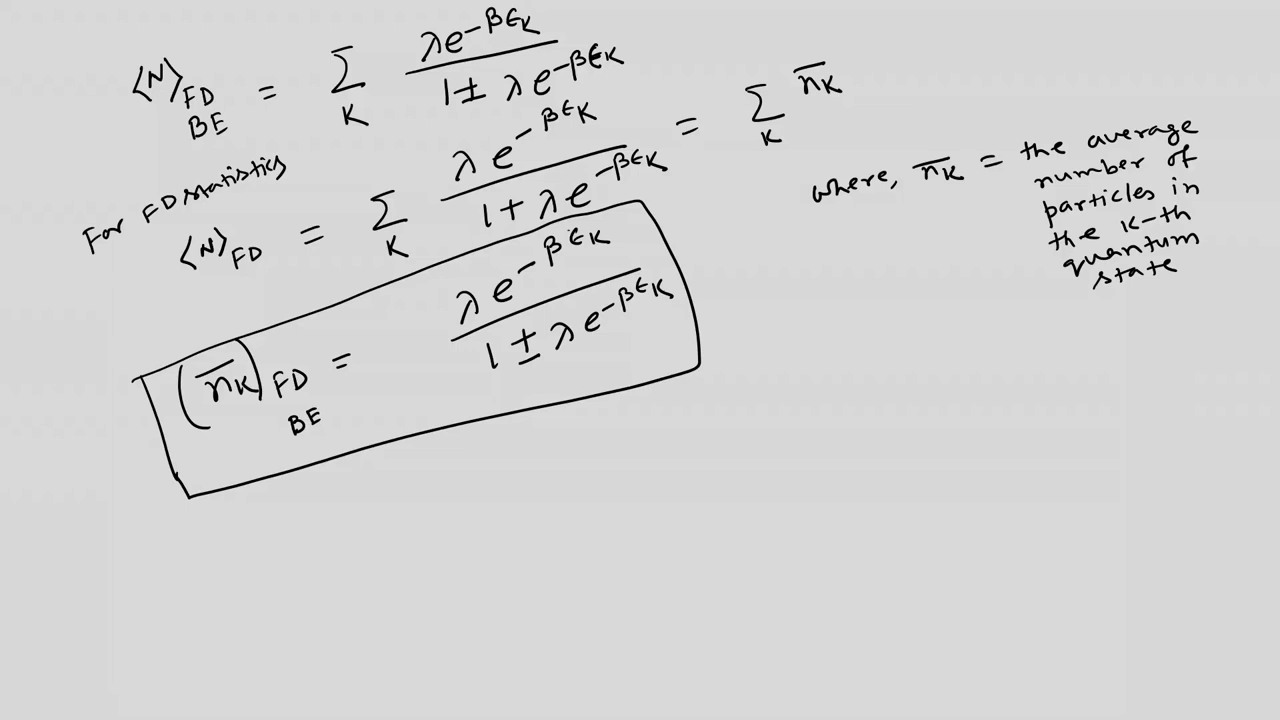 ⟨N⟩_{FD BE} = Σ_K λe^{-βϵ_K} / 1 ± λe^{-βϵ_K}
For FD statistics
⟨N⟩_{FD} = Σ_K λe^{-βϵ_K} / 1 + λe^{-βϵ_K} = Σ_K n̅_K
where, n̅_K = the average
number of
particles in
the K-th
quantum
state
(n̅_K)_{FD BE} = λe^{-βϵ_K} / 1 ± λe^{-βϵ_K}